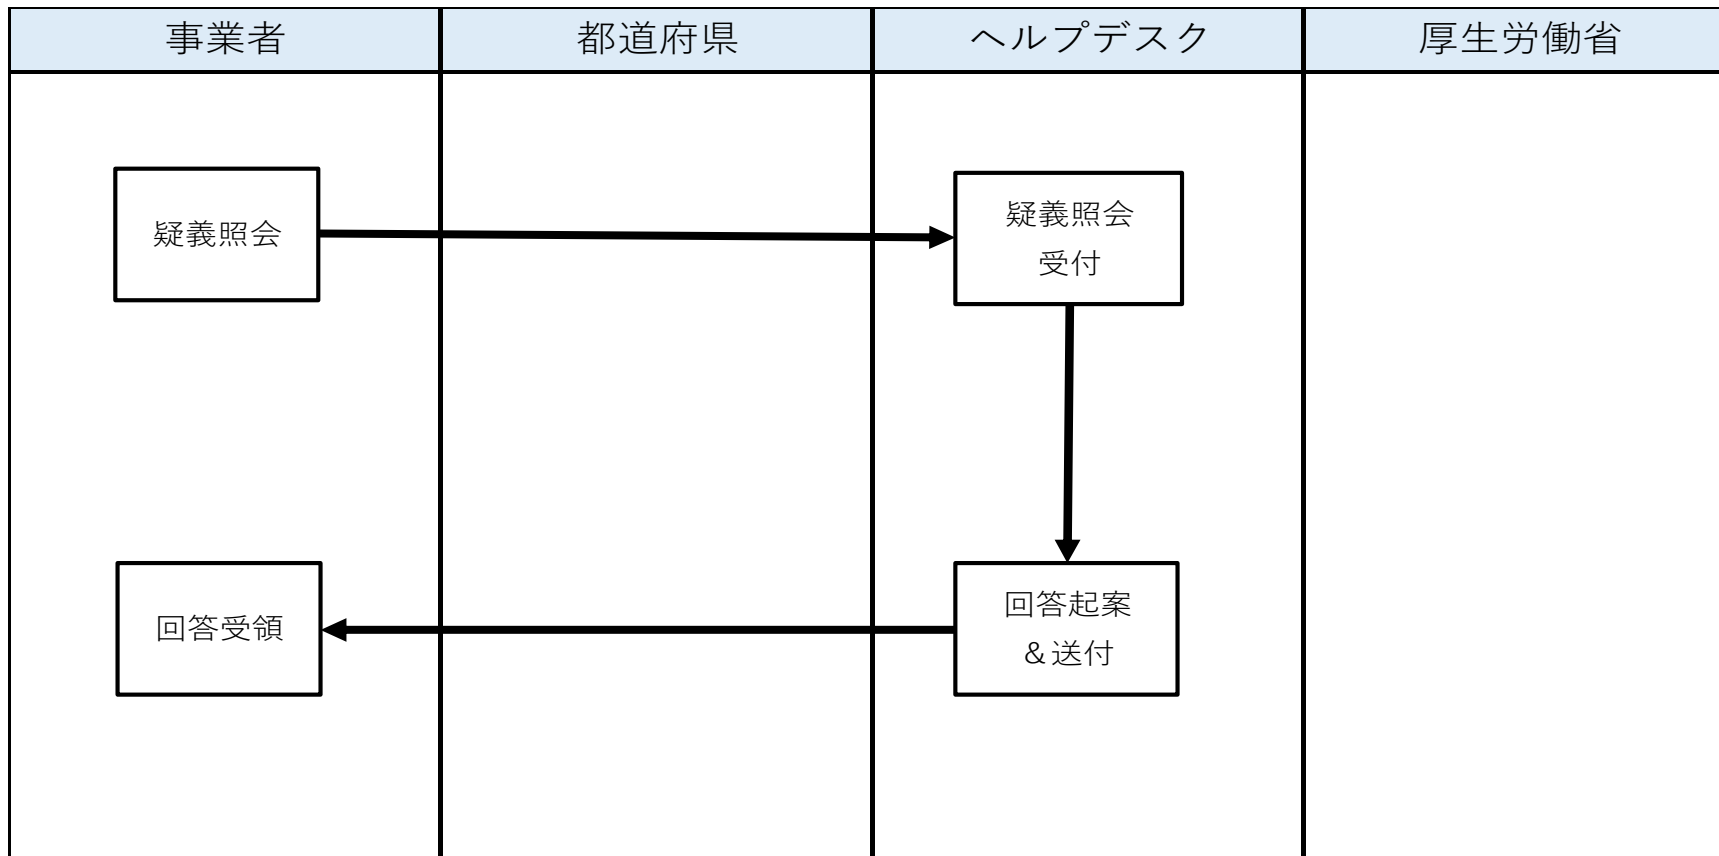 事業者
都道府県
ヘルプデスク
厚生労働省
疑義照会
疑義照会
受付
回答受領
回答起案
＆送付